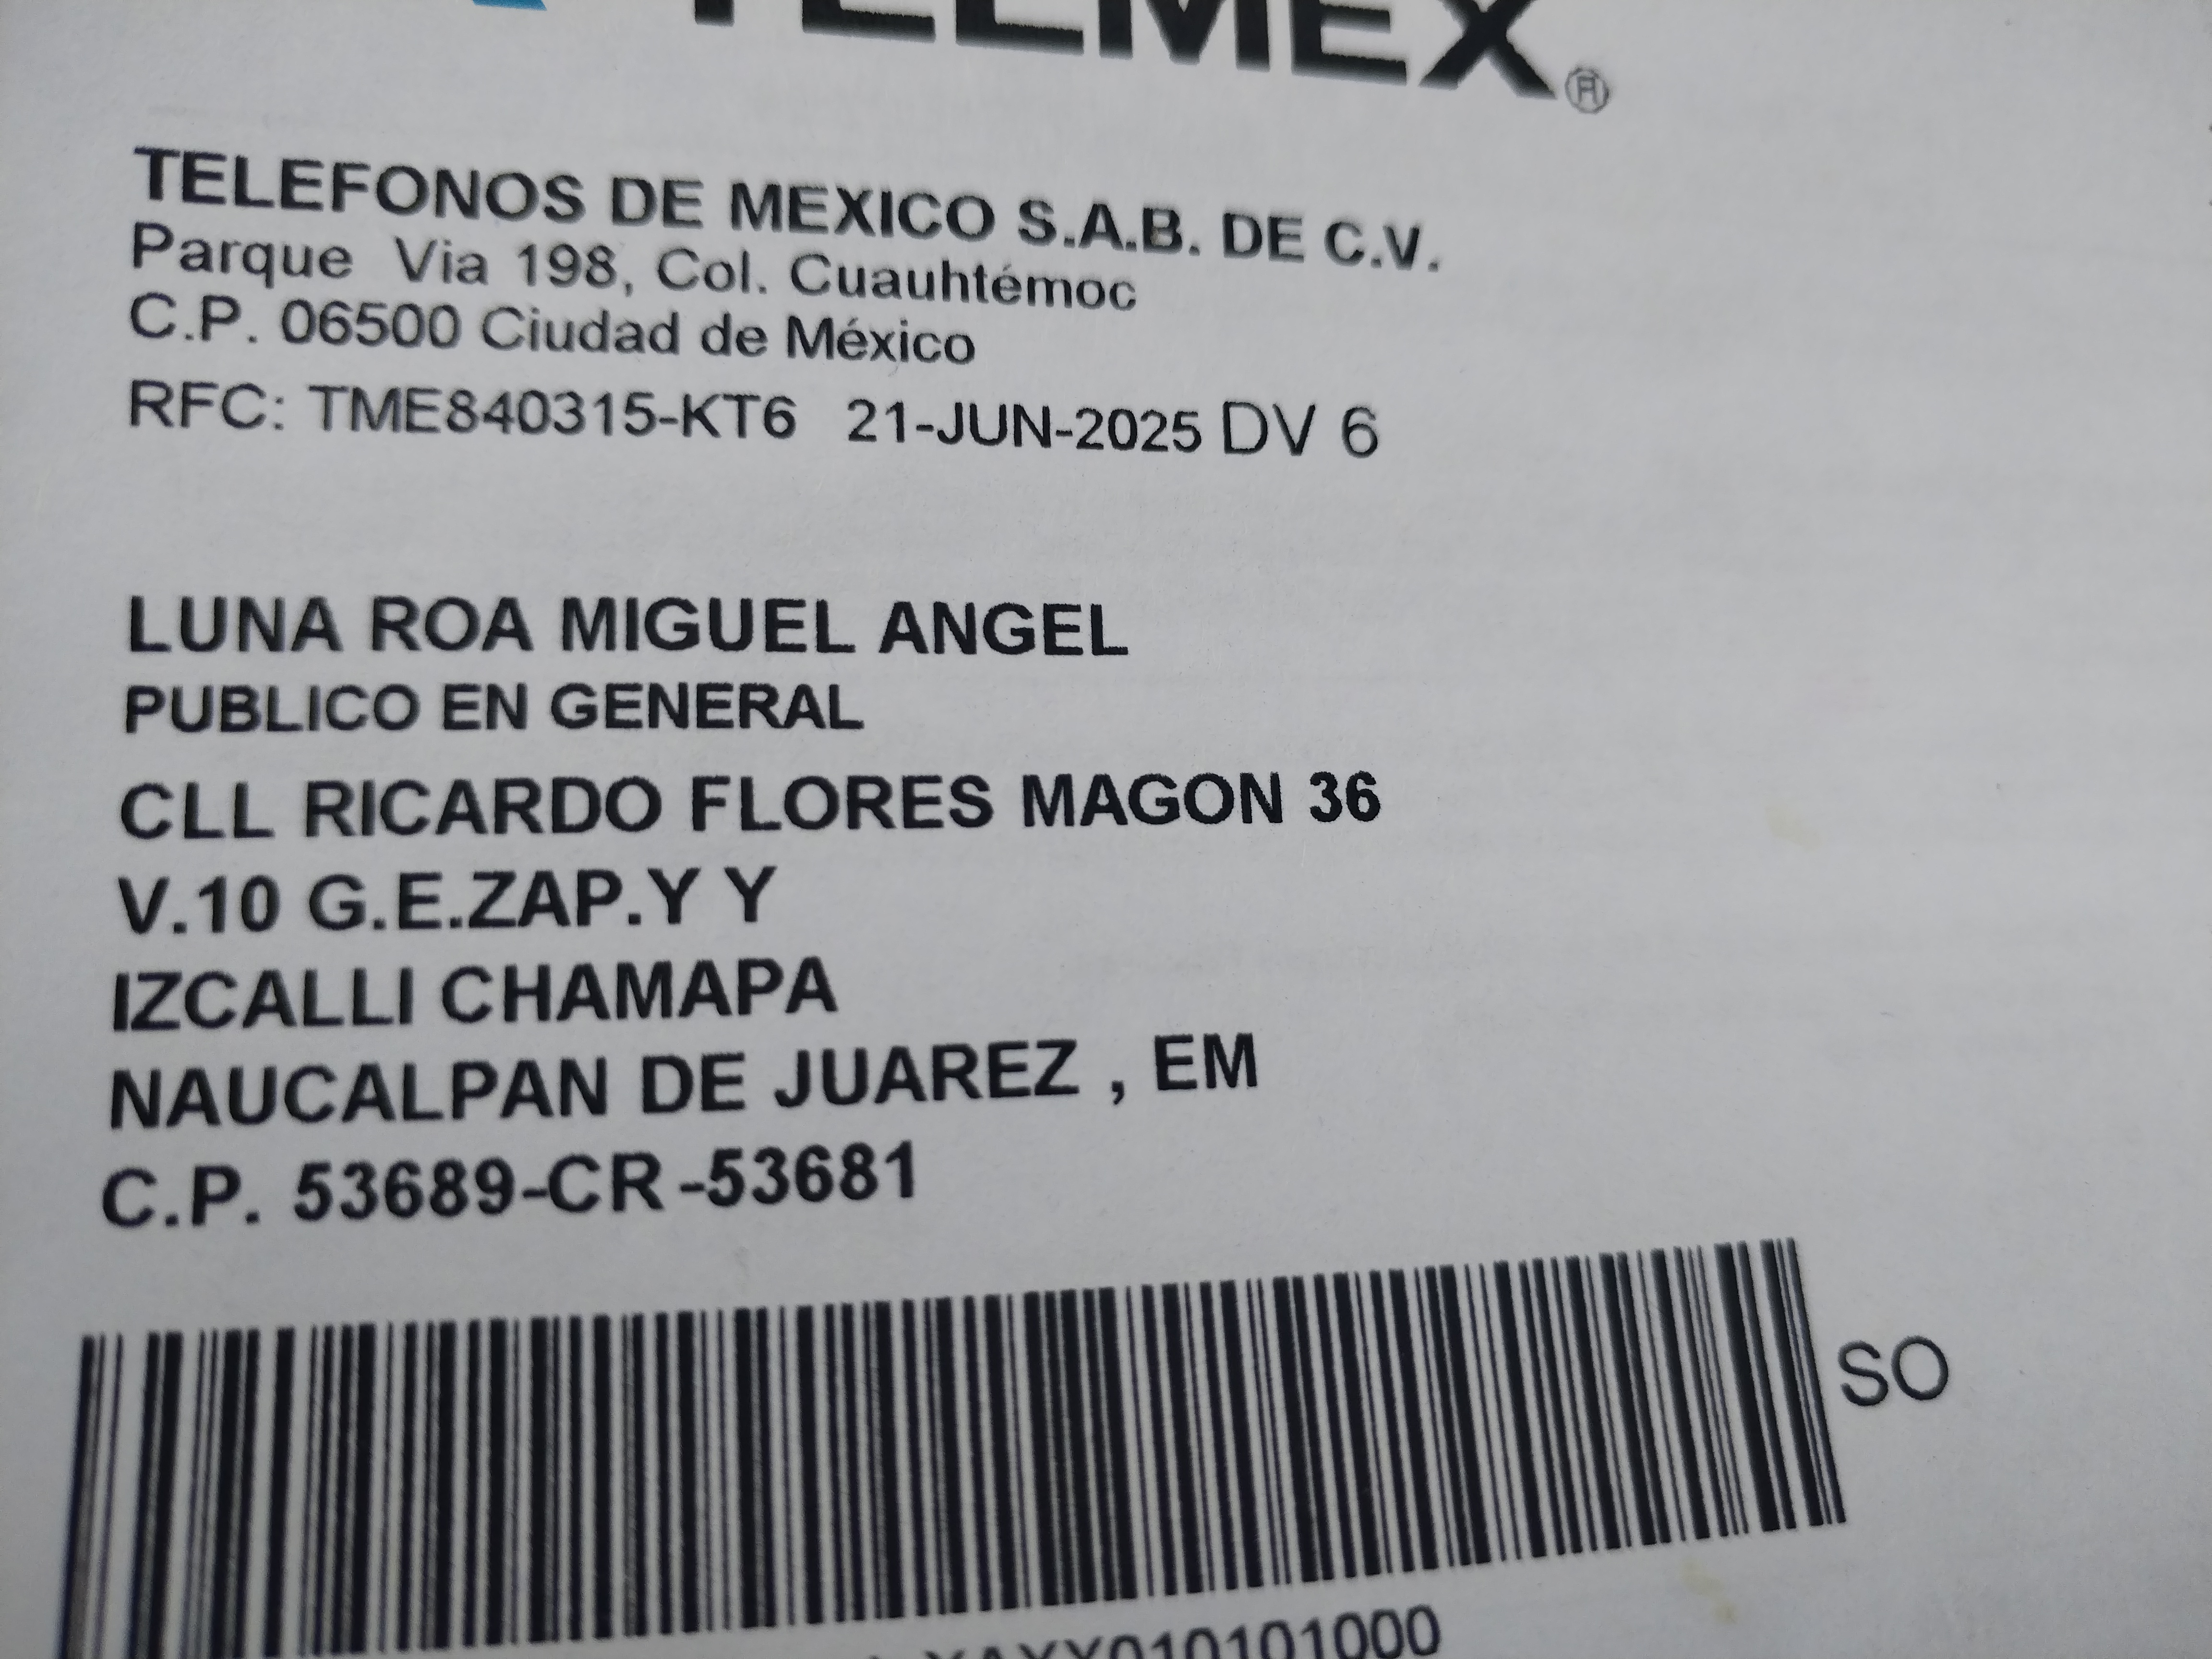 TELMEX®
TELEFONOS DE MEXICO S.A.B. DE C.V.
Parque Via 198, Col. Cuauhtémoc
C.P. 06500 Ciudad de México
RFC: TME840315-KT6 21-JUN-2025 DV 6
LUNA ROA MIGUEL ANGEL
PUBLICO EN GENERAL
CLL RICARDO FLORES MAGON 36
V.10 G.E.ZAP.Y Y
IZCALLI CHAMAPA
NAUCALPAN DE JUAREZ , EM
C.P. 53689-CR -53681
SO
XAXX010101000